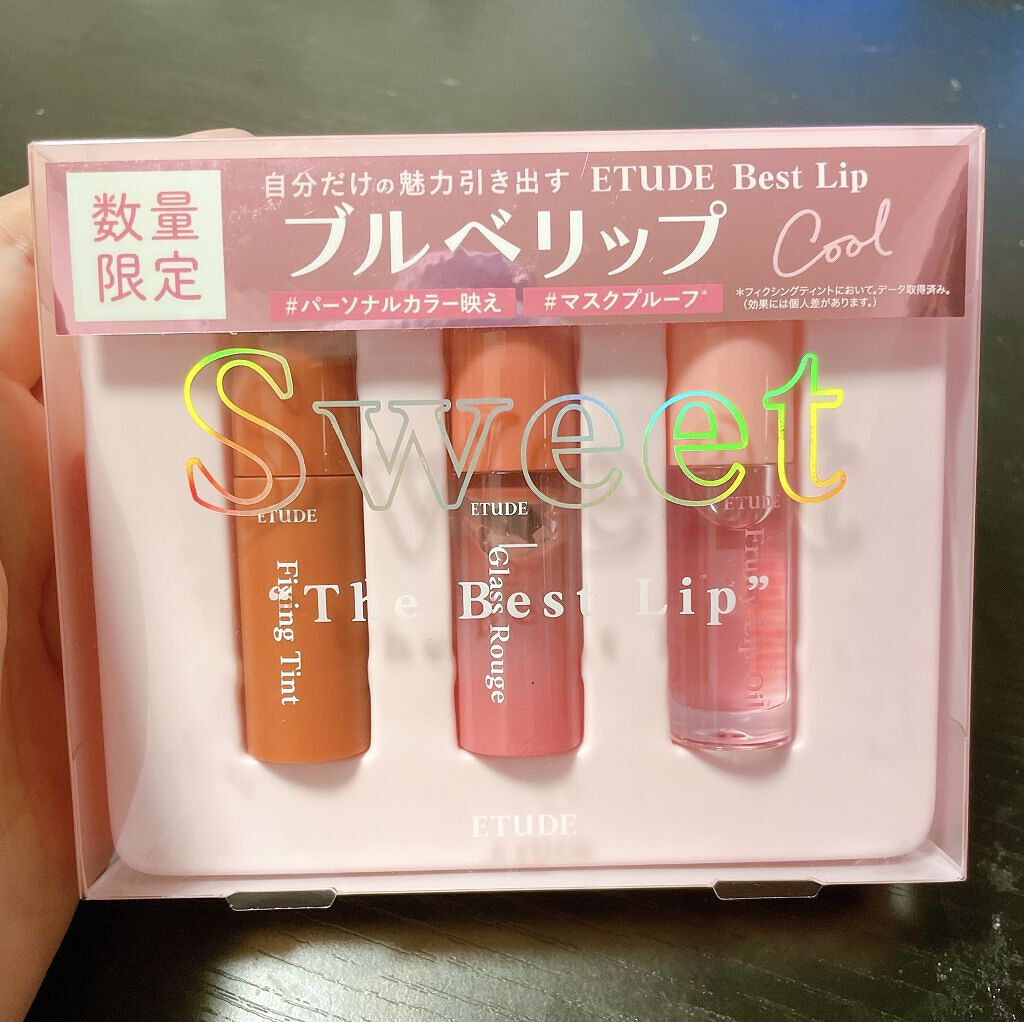 数量
限定
自分だけの魅力引き出す ETUDE Best Lip
ブルベリップ Cool
#パーソナルカラー映え #マスクプルーフ*
*フィクシングティントにおいて。データ取得済み。
(効果には個人差があります。)
Sweet
ETUDE
Fixing Tint
ETUDE
Glass Rouge
ETUDE
Fruity Lip Oil
"The Best Lip"
ETUDE